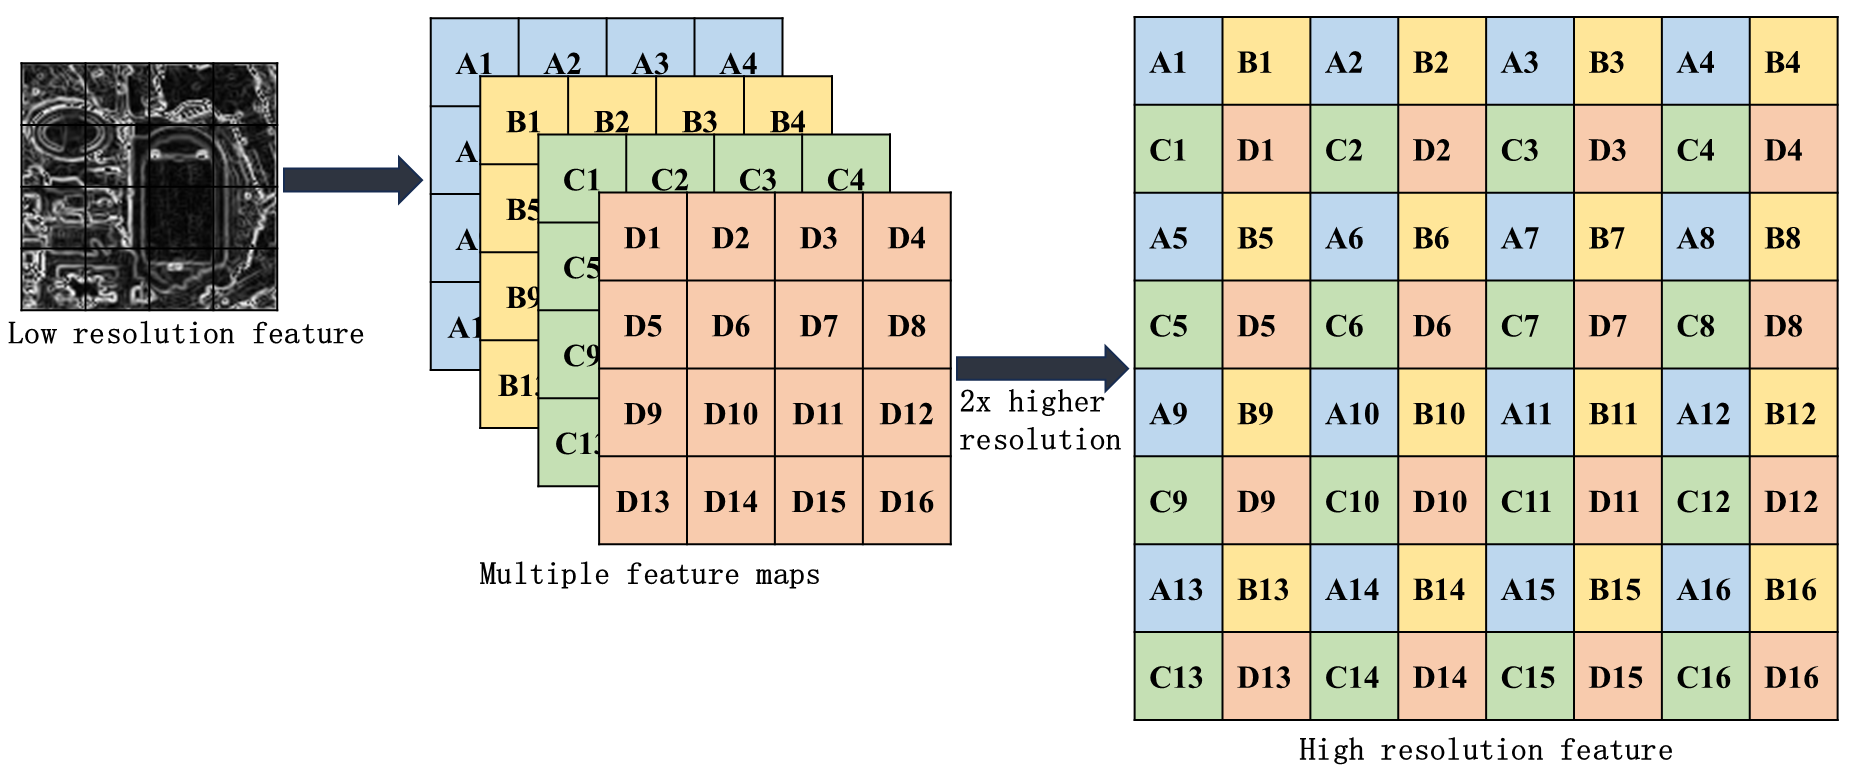 Low resolution feature
A1 A2 A3 A4
A
A
A1
B1 B2 B3 B4
B5
B9
B13
C1 C2 C3 C4
C5
C9
C13
D1 D2 D3 D4
D5 D6 D7 D8
D9 D10 D11 D12
D13 D14 D15 D16
Multiple feature maps
2x higher
resolution
A1 B1 A2 B2 A3 B3 A4 B4
C1 D1 C2 D2 C3 D3 C4 D4
A5 B5 A6 B6 A7 B7 A8 B8
C5 D5 C6 D6 C7 D7 C8 D8
A9 B9 A10 B10 A11 B11 A12 B12
C9 D9 C10 D10 C11 D11 C12 D12
A13 B13 A14 B14 A15 B15 A16 B16
C13 D13 C14 D14 C15 D15 C16 D16
High resolution feature